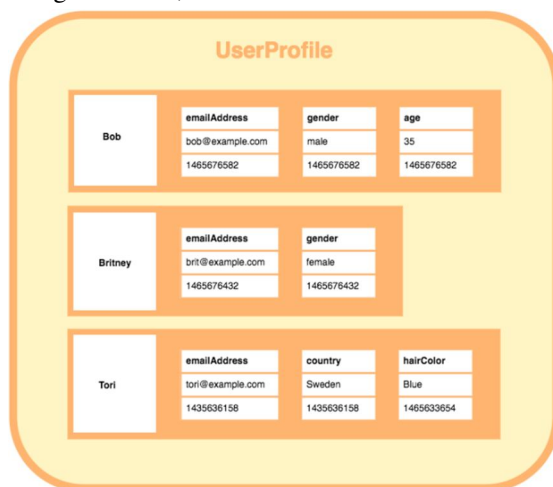 UserProfile
emailAddress gender age
Bob
bob@example.com male 35
1465676582 1465676582 1465676582
emailAddress gender
Britney
brit@example.com female
1465676432 1465676432
emailAddress country hairColor
Tori
tori@example.com Sweden Blue
1435636158 1435636158 1465633654